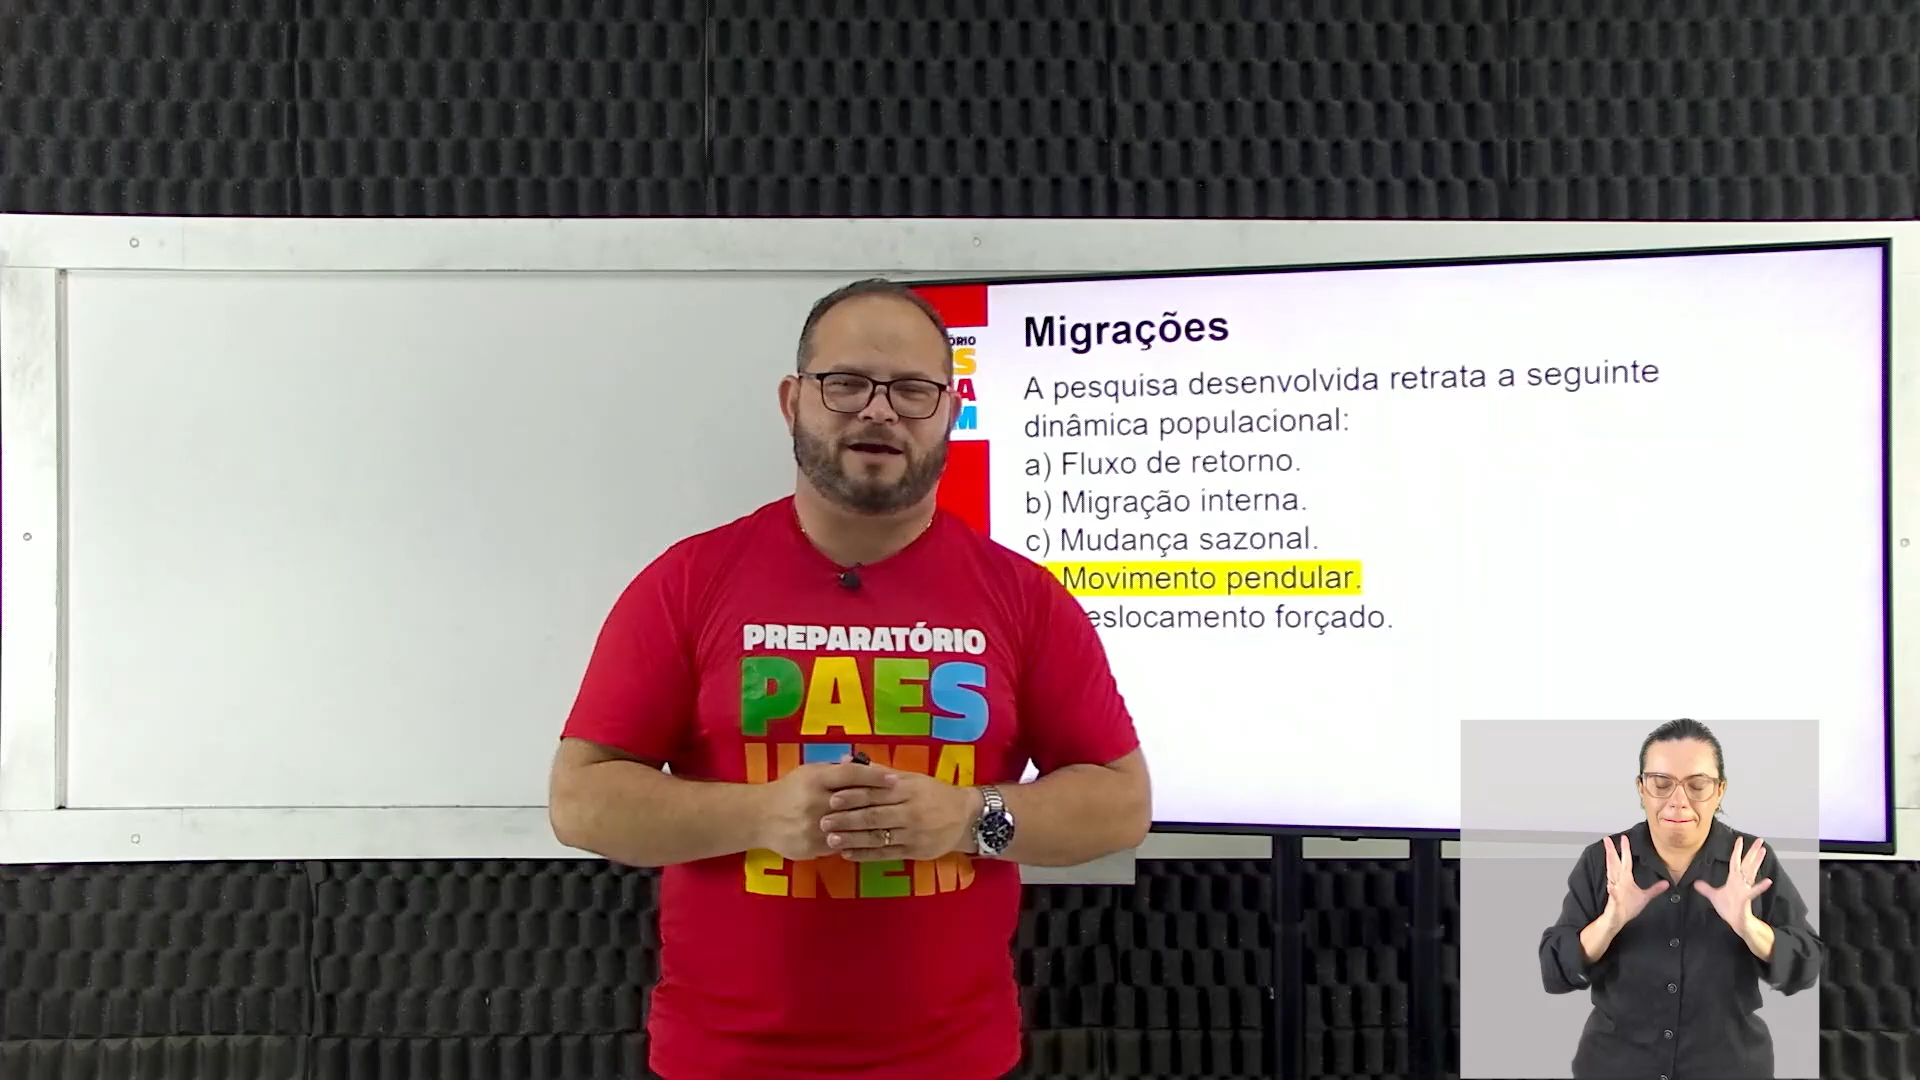 Migrações
A pesquisa desenvolvida retrata a seguinte
dinâmica populacional:
a) Fluxo de retorno.
b) Migração interna.
c) Mudança sazonal.
Movimento pendular.
eslocamento forçado.
PREPARATÓRIO
PAES
UEMA
ENEM